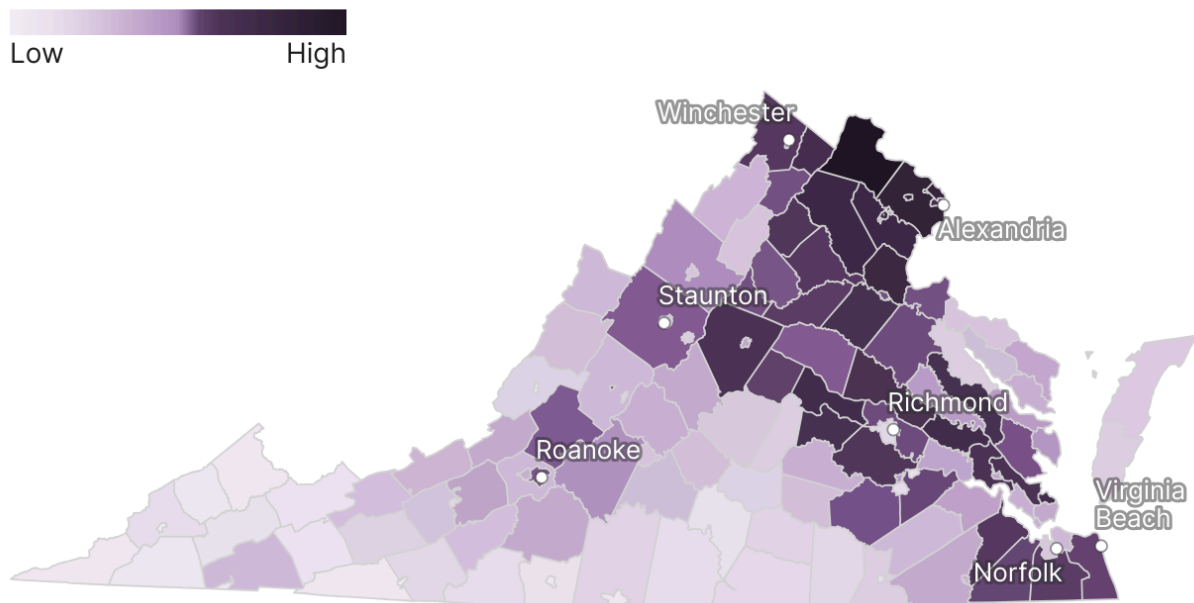 Low High
Winchester
Alexandria
Staunton
Richmond
Roanoke
Virginia
Beach
Norfolk